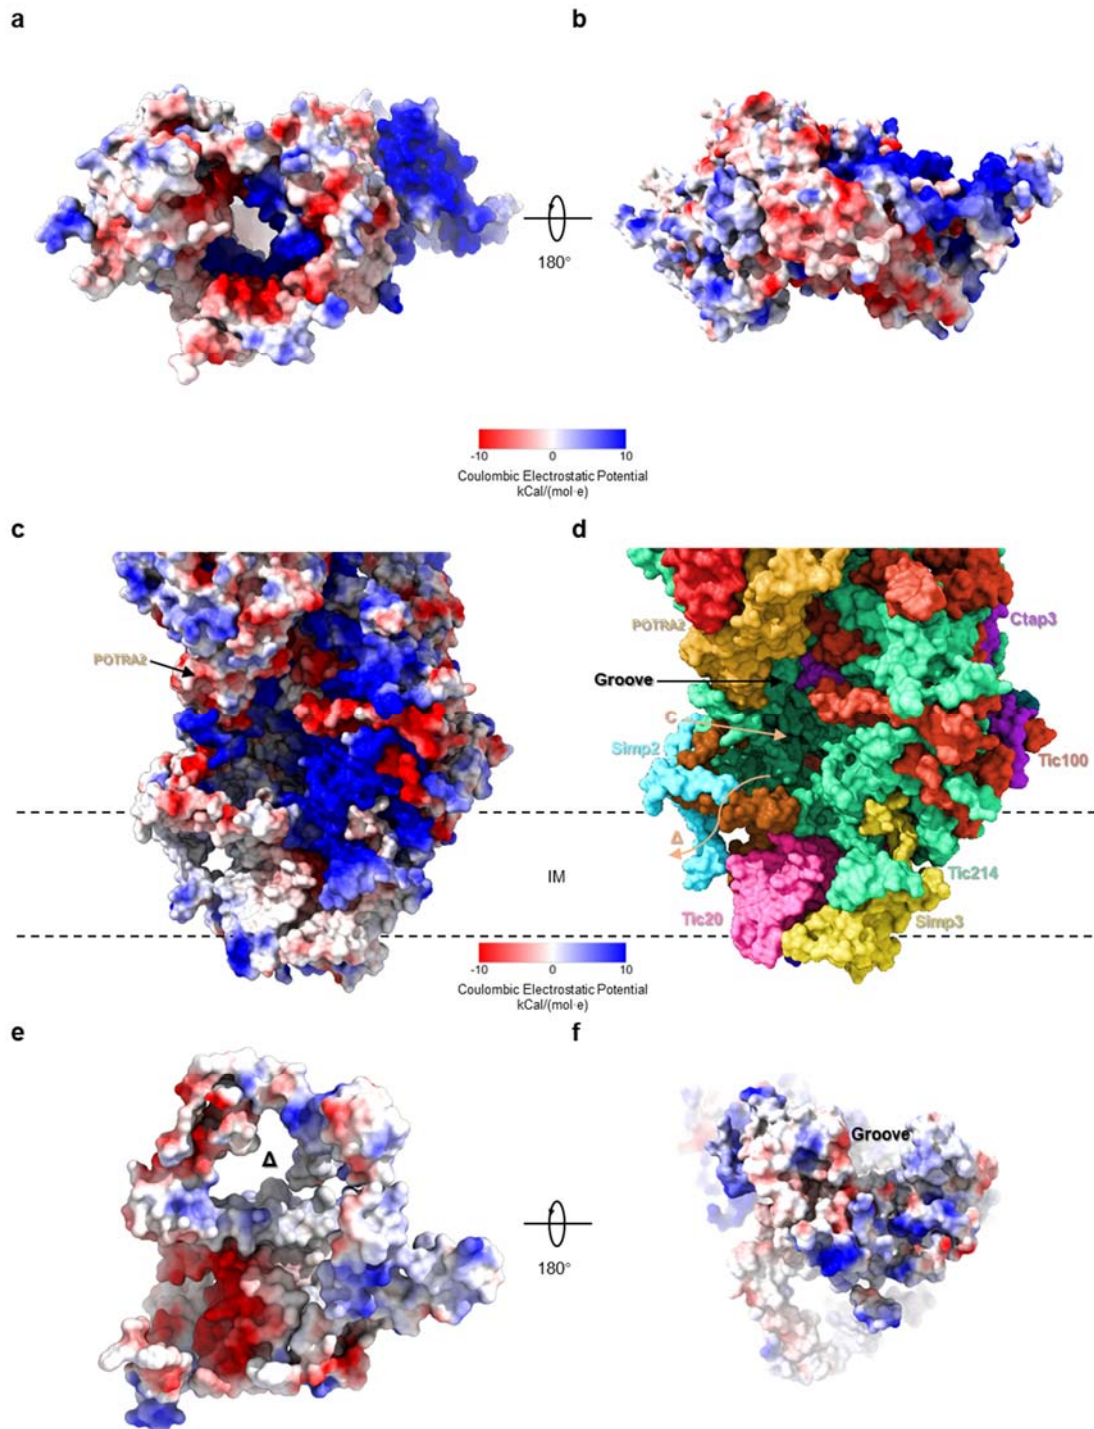 a
b
180°
-10 0 10
Coulombic Electrostatic Potential
kCal/(mol·e)
c
d
POTRA2
POTRA2
Ctap3
Groove
C
Simp2
Tic100
Δ
IM
Tic214
Tic20
Simp3
-10 0 10
Coulombic Electrostatic Potential
kCal/(mol·e)
e
f
Δ
Groove
180°